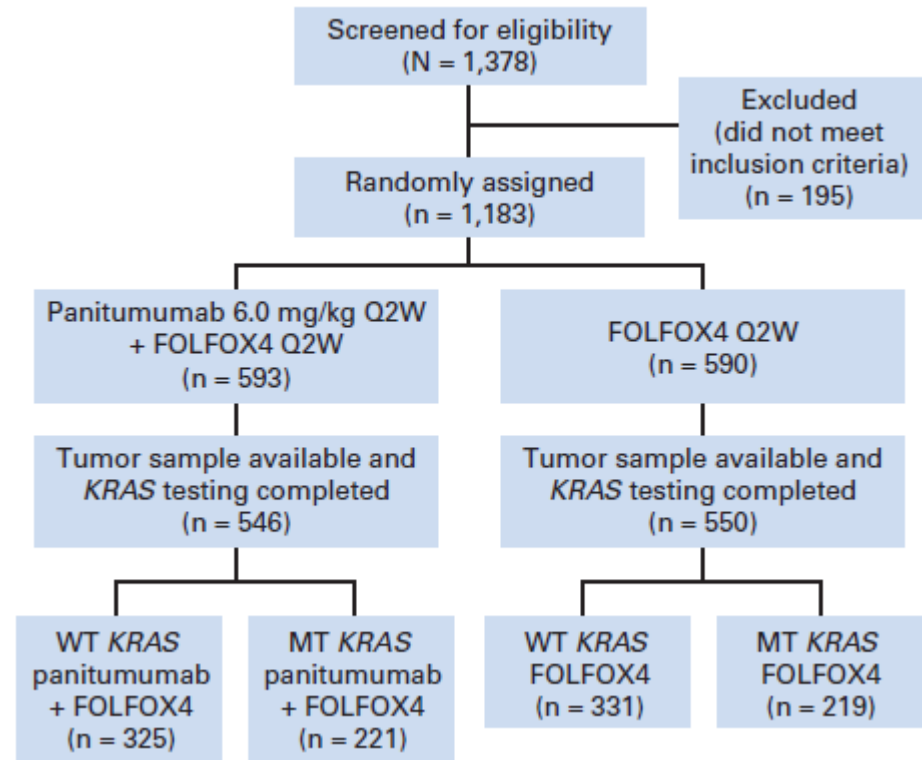 Screened for eligibility
(N = 1,378)
Excluded
(did not meet
inclusion criteria)
(n = 195)
Randomly assigned
(n = 1,183)
Panitumumab 6.0 mg/kg Q2W
+ FOLFOX4 Q2W
(n = 593)
FOLFOX4 Q2W
(n = 590)
Tumor sample available and
KRAS testing completed
(n = 546)
Tumor sample available and
KRAS testing completed
(n = 550)
WT KRAS
panitumumab
+ FOLFOX4
(n = 325)
MT KRAS
panitumumab
+ FOLFOX4
(n = 221)
WT KRAS
FOLFOX4
(n = 331)
MT KRAS
FOLFOX4
(n = 219)